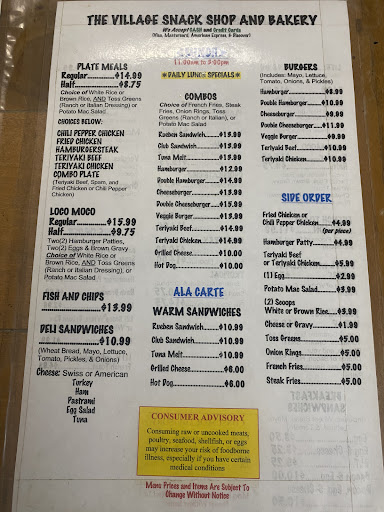 THE VILLAGE SNACK SHOP AND BAKERY
We Accept CASH and Credit Cards
(Visa, Mastercard, American Express, & Discover)
11:00am to 3:00pm
*DAILY LUNCH SPECIALS*
PLATE MEALS
Regular...............$14.99
Half.....................$8.75
Choice of White Rice or
Brown Rice, AND Toss Greens
(Ranch or Italian Dressing) or
Potato Mac Salad
CHOICES BELOW:
CHILI PEPPER CHICKEN
FRIED CHICKEN
HAMBURGERSTEAK
TERIYAKI BEEF
TERIYAKI CHICKEN
COMBO PLATE
(Teriyaki Beef, Spam, and
Fried Chicken or Chili Pepper
Chicken)
LOCO MOCO
Regular...............$15.99
Half.....................$9.75
Two(2) Hamburger Patties,
Two(2) Eggs & Brown Gravy
Choice of White Rice or
Brown Rice, AND Toss Greens
(Ranch or Italian Dressing), or
Potato Mac Salad
FISH AND CHIPS
.........................$13.99
DELI SANDWICHES
.........................$10.99
(Wheat Bread, Mayo, Lettuce,
Tomato, Pickles, & Onions)
Cheese: Swiss or American
Turkey
Ham
Pastrami
Egg Salad
Tuna
COMBOS
Choice of French Fries, Steak
Fries, Onion Rings, Toss
Greens (Ranch or Italian), or
Potato Mac Salad
Rueben Sandwich.........$13.99
Club Sandwich.............$13.99
Tuna Melt....................$13.99
Hamburger..................$12.99
Double Hamburger.......$14.99
Cheeseburger..............$13.99
Double Cheeseburger....$15.99
Veggie Burger..............$13.99
Teriyaki Beef................$14.99
Teriyaki Chicken...........$14.99
Grilled Cheese..............$10.00
Hot Dog.......................$10.00
ALA CARTE
WARM SANDWICHES
Rueben Sandwich.........$10.99
Club Sandwich.............$10.99
Tuna Melt....................$10.99
Grilled Cheese..............$6.00
Hot Dog.......................$6.00
BURGERS
(Includes: Mayo, Lettuce,
Tomato, Onions, & Pickles)
Hamburger....................$8.99
Double Hamburger.........$10.99
Cheeseburger................$9.99
Double Cheeseburger.....$11.99
Veggie Burger................$9.99
Teriyaki Beef.................$10.99
Teriyaki Chicken............$10.99
SIDE ORDER
Fried Chicken or
Chili Pepper Chicken.....$4.99
(per piece)
Hamburger Patty..........$4.99
Teriyaki Beef
or Teriyaki Chicken.......$5.99
(1) Egg........................$2.99
Potato Mac Salad.........$3.99
(2) Scoops
White or Brown Rice.....$3.99
Cheese or Gravy...........$1.99
Toss Greens.................$5.00
Onion Rings.................$5.00
French Fries................$5.00
Steak Fries.................$5.00
CONSUMER ADVISORY
Consuming raw or uncooked meats,
poultry, seafood, shellfish, or eggs
may increase your risk of foodborne
illness, especially if you have certain
medical conditions
Menu Prices and Items Are Subject To
Change Without Notice